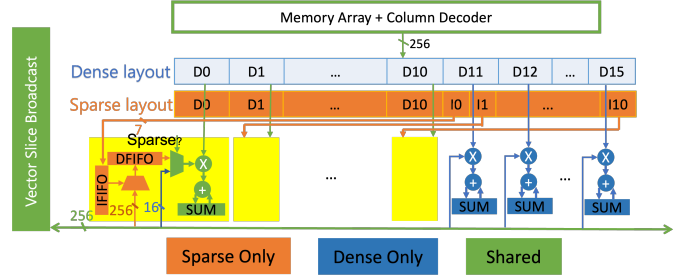 Memory Array + Column Decoder
256
Vector Slice Broadcast
Dense layout
D0 D1 ... D10 D11 D12 ... D15
Sparse layout
D0 D1 ... D10 I0 I1 ... I10
7
Sparse?
DFIFO
IFIFO
X
+
SUM
256
256
16
...
X
+
SUM
X
+
SUM
...
X
+
SUM
Sparse Only
Dense Only
Shared